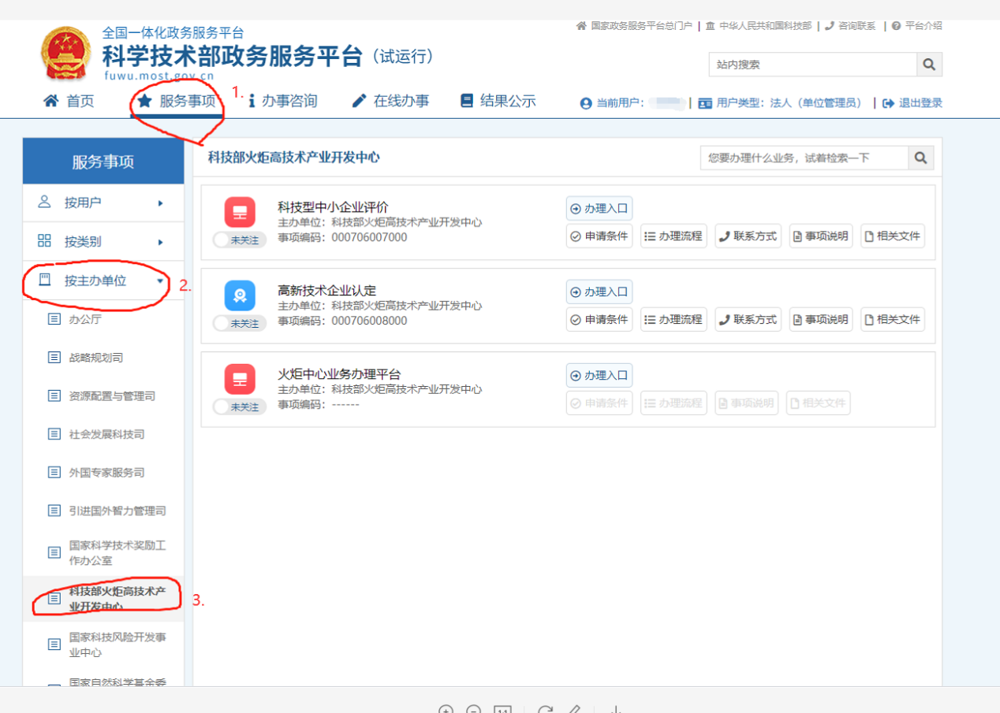 国家政务服务平台总门户 | 中华人民共和国科技部 | 咨询联系 | 平台介绍
全国一体化政务服务平台
科学技术部政务服务平台（试运行）
fuwu.most.gov.cn
站内搜索
首页 服务事项 1. 办事咨询 在线办事 结果公示
当前用户： | 用户类型：法人（单位管理员） | 退出登录
服务事项
科技部火炬高技术产业开发中心
您要办理什么业务，试着检索一下
按用户
按类别
按主办单位 2.
办公厅
战略规划司
资源配置与管理司
社会发展科技司
外国专家服务司
引进国外智力管理司
国家科学技术奖励工
作办公室
科技部火炬高技术产
业开发中心
3.
国家科技风险开发事
业中心
国家自然科学基金委
科技型中小企业评价
主办单位：科技部火炬高技术产业开发中心
未关注 事项编码：000706007000
办理入口
申请条件 办理流程 联系方式 事项说明 相关文件
高新技术企业认定
主办单位：科技部火炬高技术产业开发中心
未关注 事项编码：000706008000
办理入口
申请条件 办理流程 联系方式 事项说明 相关文件
火炬中心业务办理平台
主办单位：科技部火炬高技术产业开发中心
未关注 事项编码：------
办理入口
申请条件 办理流程 事项说明 相关文件